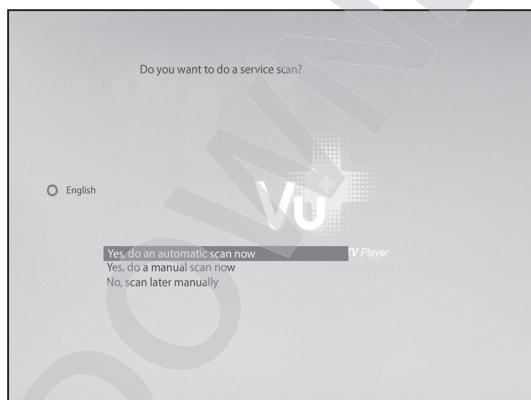 Do you want to do a service scan?
English
Vu+
TV Player
Yes, do an automatic scan now
Yes, do a manual scan now
No, scan later manually